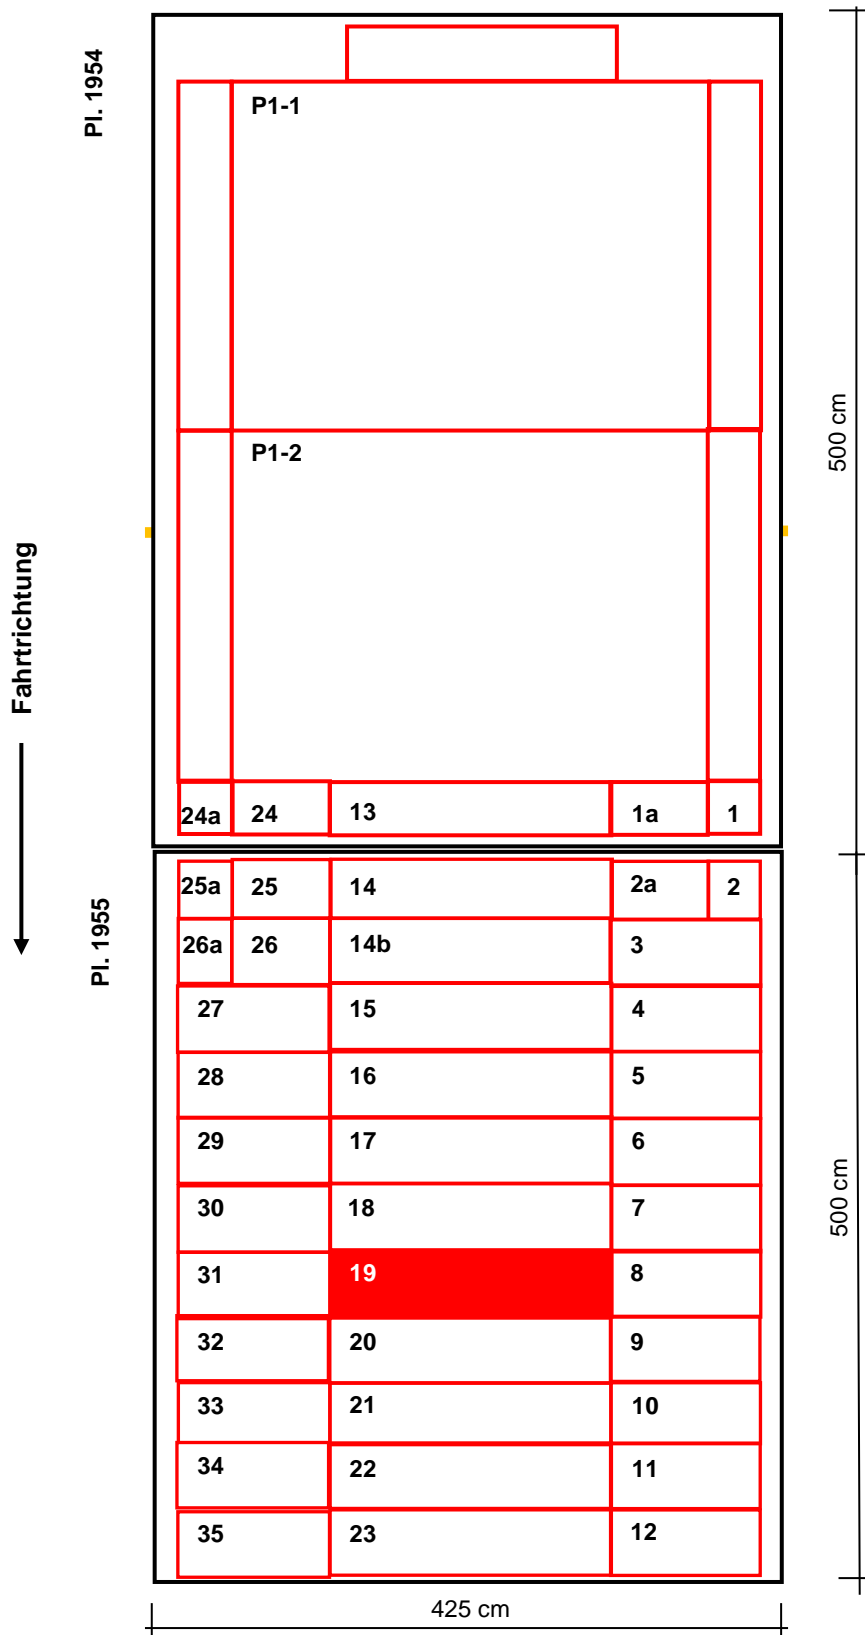 Pl. 1954
P1-1
500 cm
P1-2
Fahrtrichtung
24a 24 13 1a 1
Pl. 1955
25a 25 14 2a 2
26a 26 14b 3
27 15 4
28 16 5
29 17 6
30 18 7
500 cm
31 19 8
32 20 9
33 21 10
34 22 11
35 23 12
425 cm